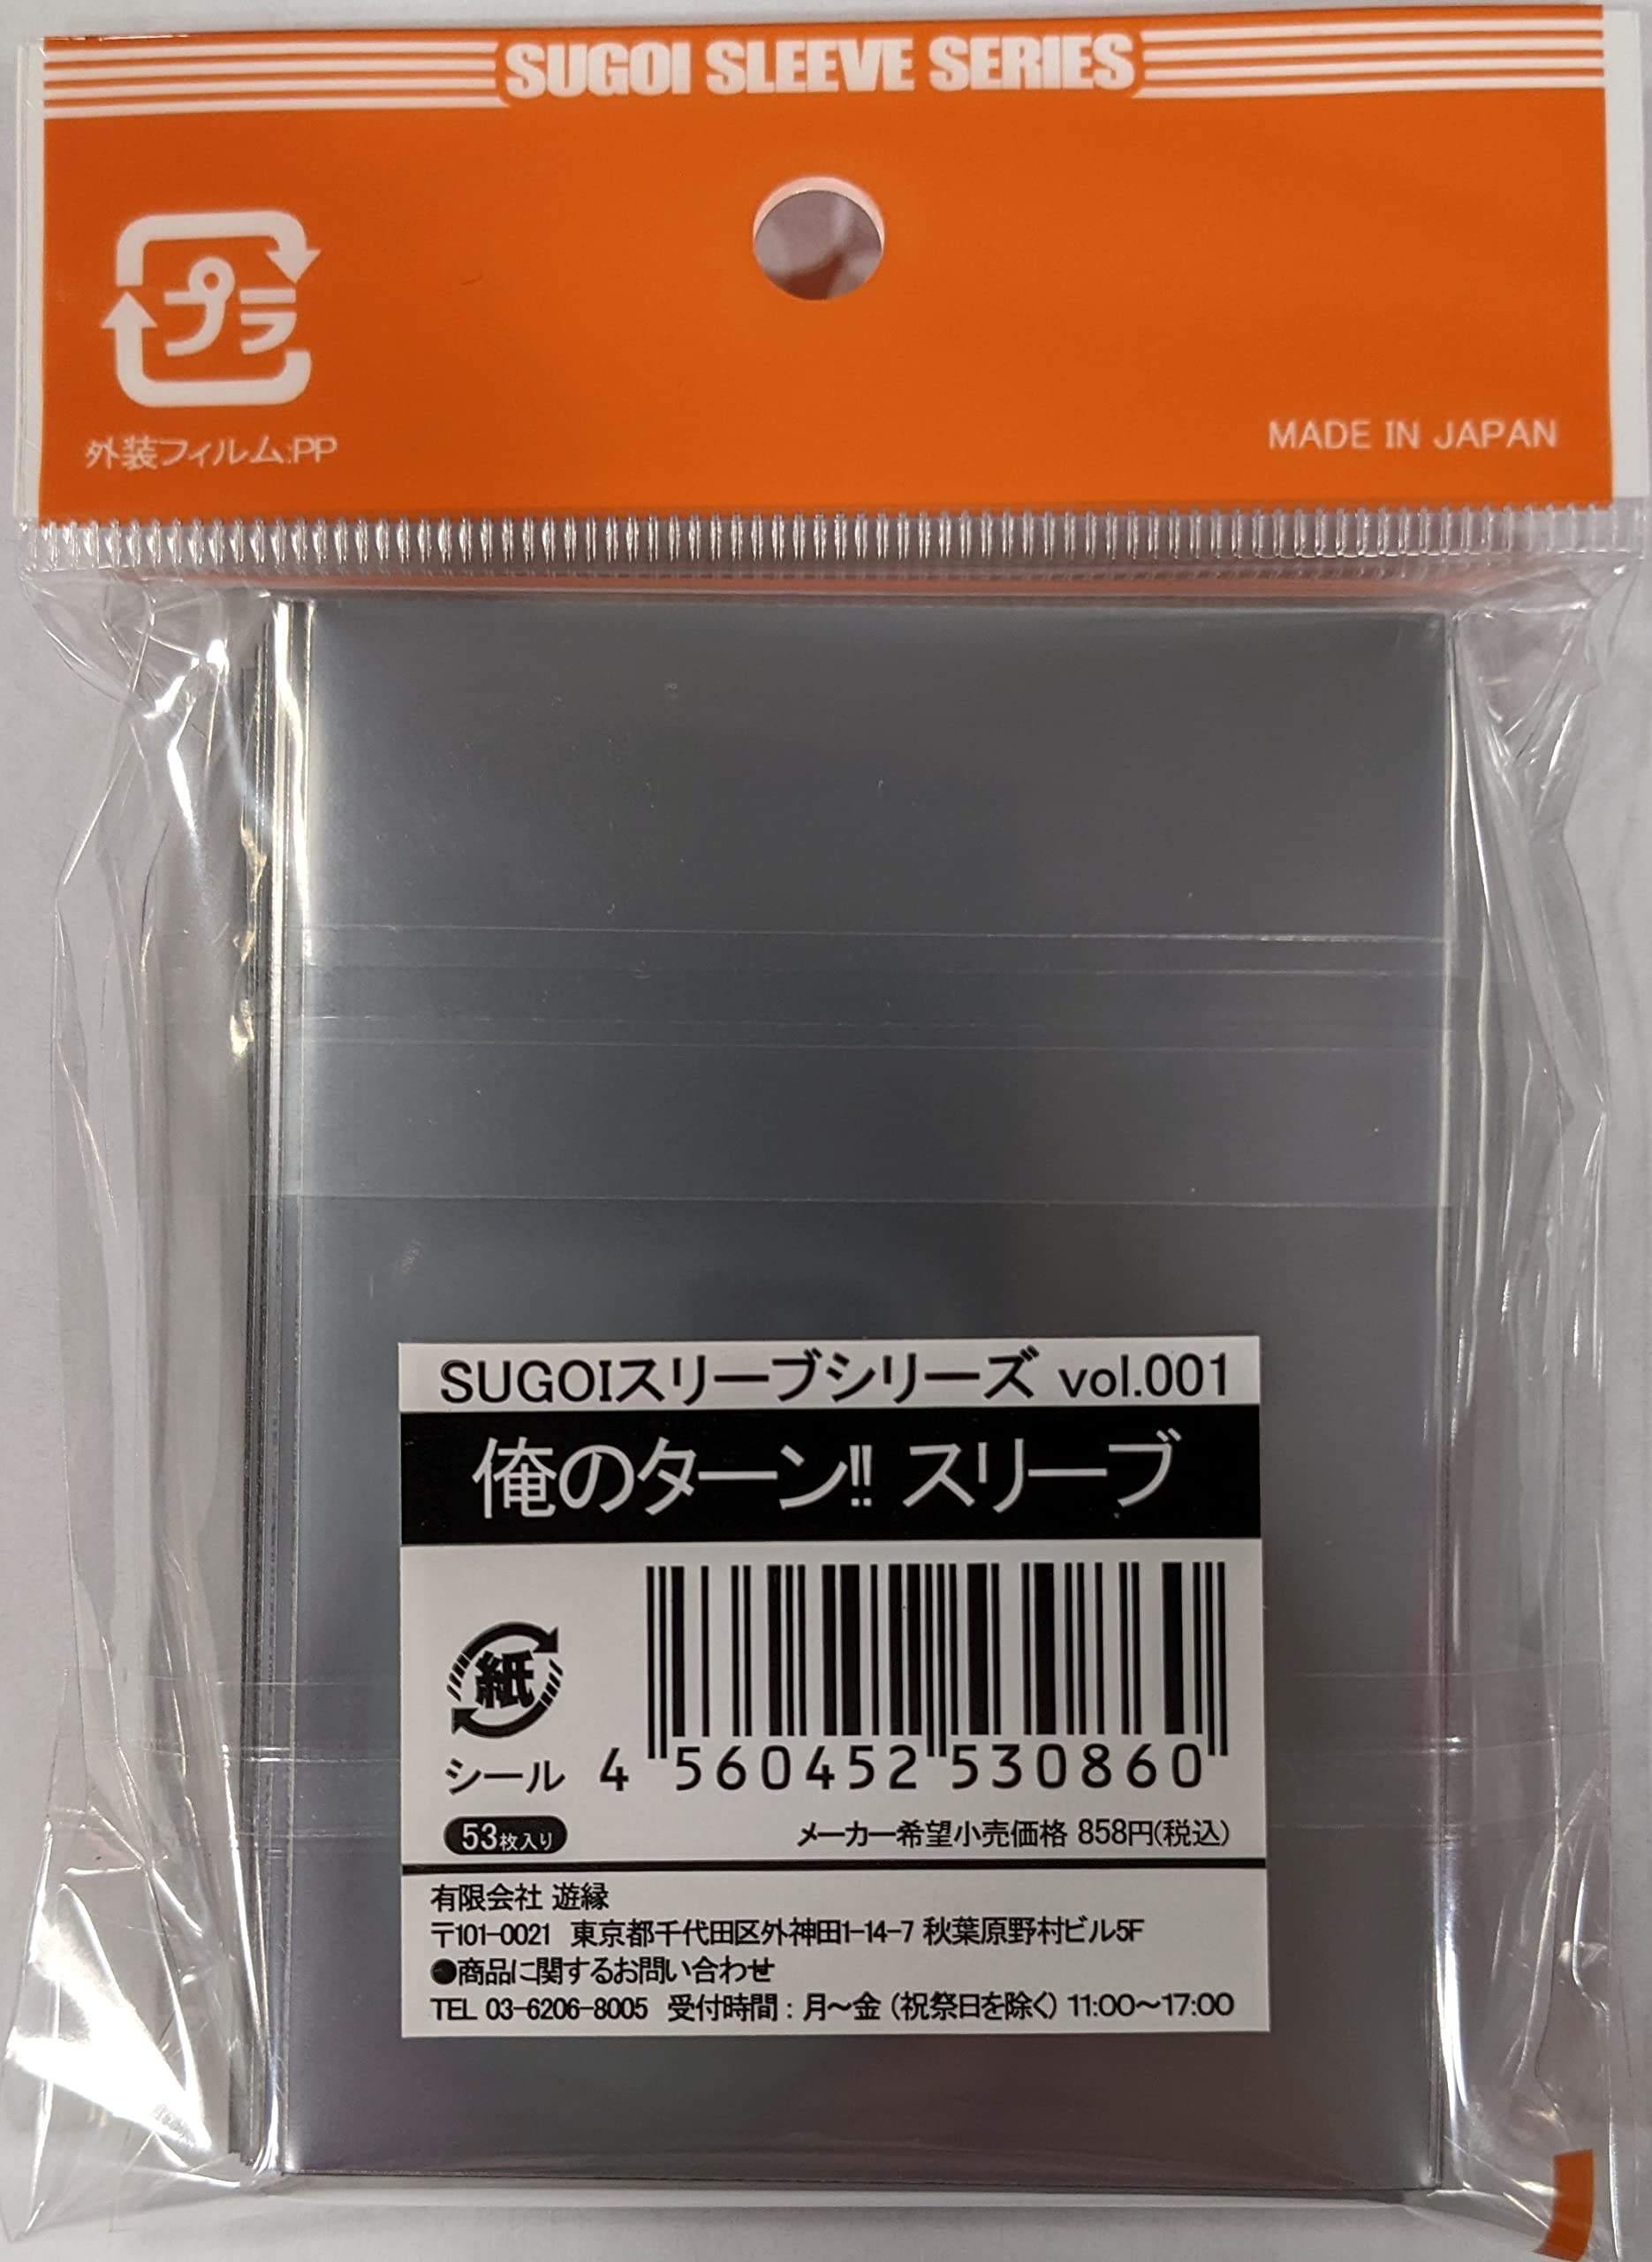 SUGOI SLEEVE SERIES
プラ
外装フィルム:PP
MADE IN JAPAN
SUGOIスリーブシリーズ vol.001
俺のターン!! スリーブ
紙
シール
4 560452 530860
53枚入り
メーカー希望小売価格 858円(税込)
有限会社 遊縁
〒101-0021 東京都千代田区外神田1-14-7 秋葉原野村ビル5F
●商品に関するお問い合わせ
TEL 03-6206-8005 受付時間：月～金（祝祭日を除く）11:00～17:00